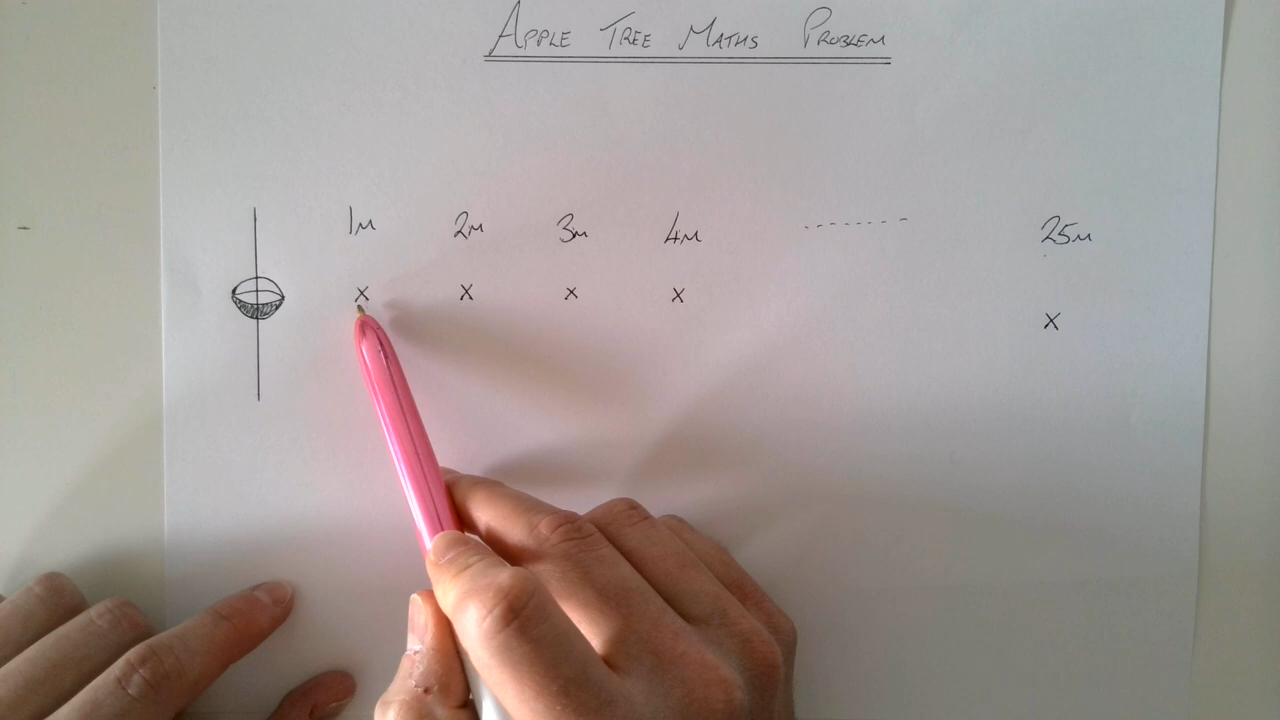 APPLE TREE MATHS PROBLEM
1M 2M 3M 4M ------- 25M
x x x x x